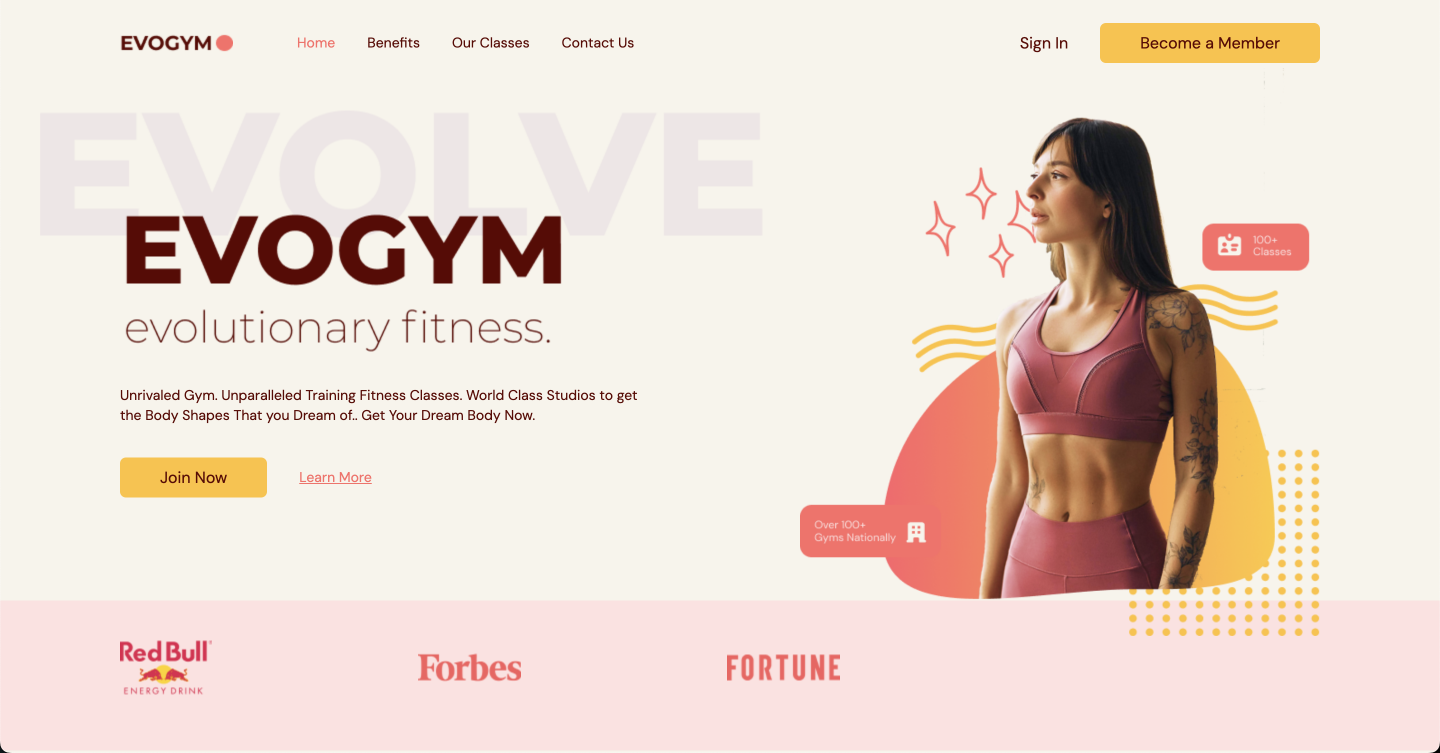 EVOGYM
Home
Benefits
Our Classes
Contact Us
Sign In
Become a Member
EVOLVE
EVOGYM
evolutionary fitness.
Unrivaled Gym. Unparalleled Training Fitness Classes. World Class Studios to get
the Body Shapes That you Dream of.. Get Your Dream Body Now.
Join Now
Learn More
100+
Classes
Over 100+
Gyms Nationally
Red Bull
ENERGY DRINK
Forbes
FORTUNE